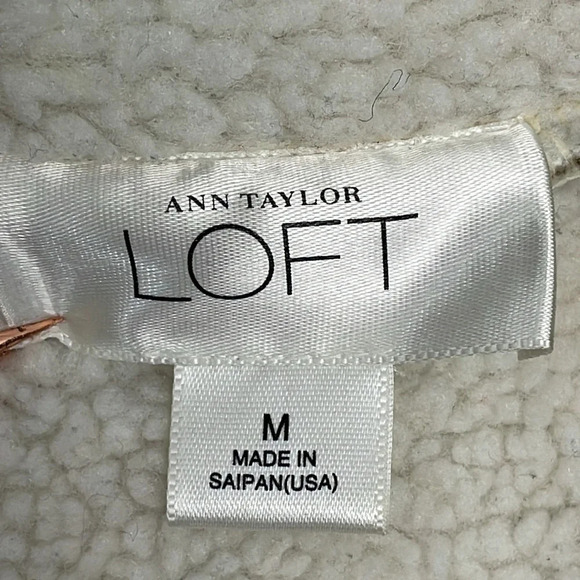 ANN TAYLOR
LOFT
M
MADE IN
SAIPAN(USA)